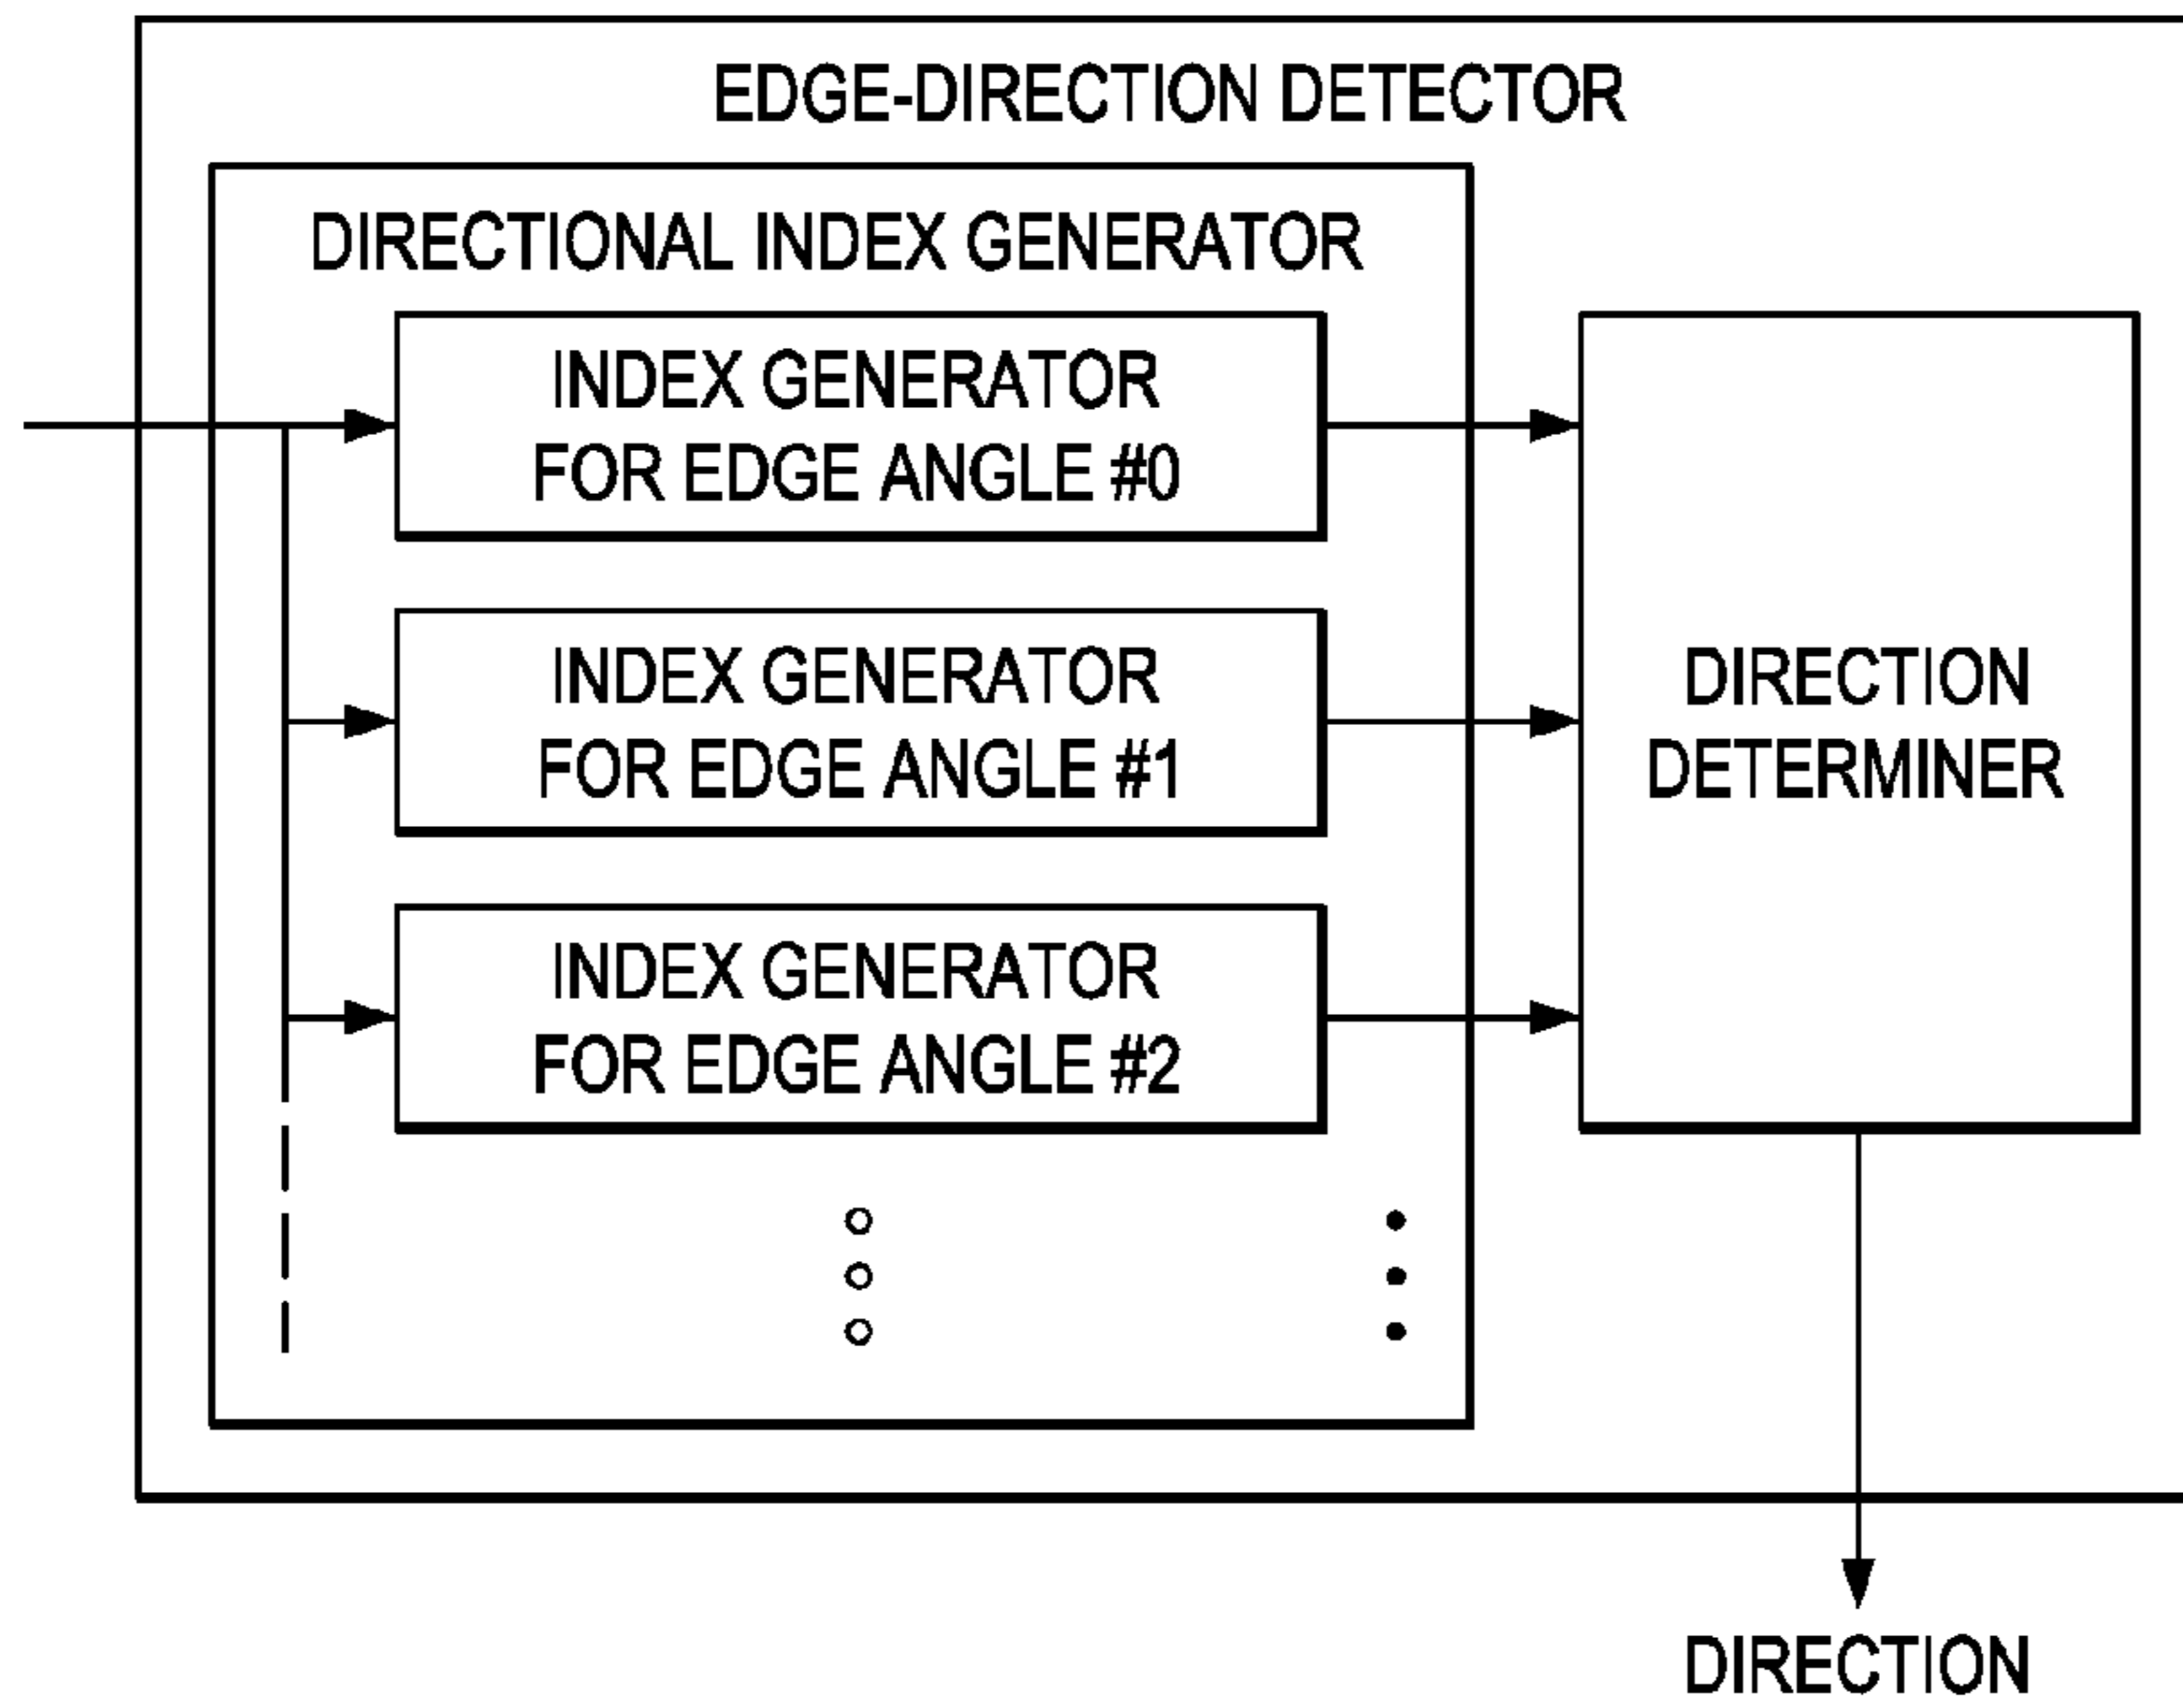 EDGE-DIRECTION DETECTOR
DIRECTIONAL INDEX GENERATOR
INDEX GENERATOR
FOR EDGE ANGLE #0
INDEX GENERATOR
FOR EDGE ANGLE #1
INDEX GENERATOR
FOR EDGE ANGLE #2
DIRECTION
DETERMINER
DIRECTION